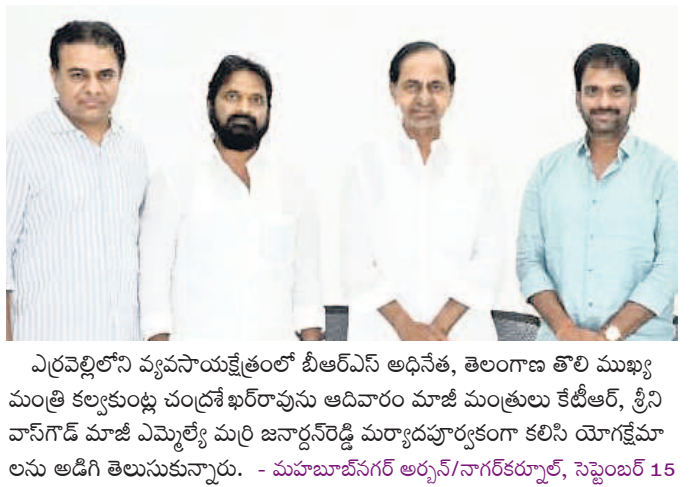 ఎర్రవెల్లిలోని వ్యవసాయక్షేత్రంలో బీఆర్ఎస్ అధినేత, తెలంగాణ తొలి ముఖ్య
మంత్రి కల్వకుంట్ల చంద్రశేఖర్‌రావును ఆదివారం మాజీ మంత్రులు కేటీఆర్, శ్రీని
వాస్‌గౌడ్ మాజీ ఎమ్మెల్యే మర్రి జనార్దన్‌రెడ్డి మర్యాదపూర్వకంగా కలిసి యోగక్షేమా
లను అడిగి తెలుసుకున్నారు. - మహబూబ్‌నగర్ అర్బన్/నాగర్‌కర్నూల్, సెప్టెంబర్ 15